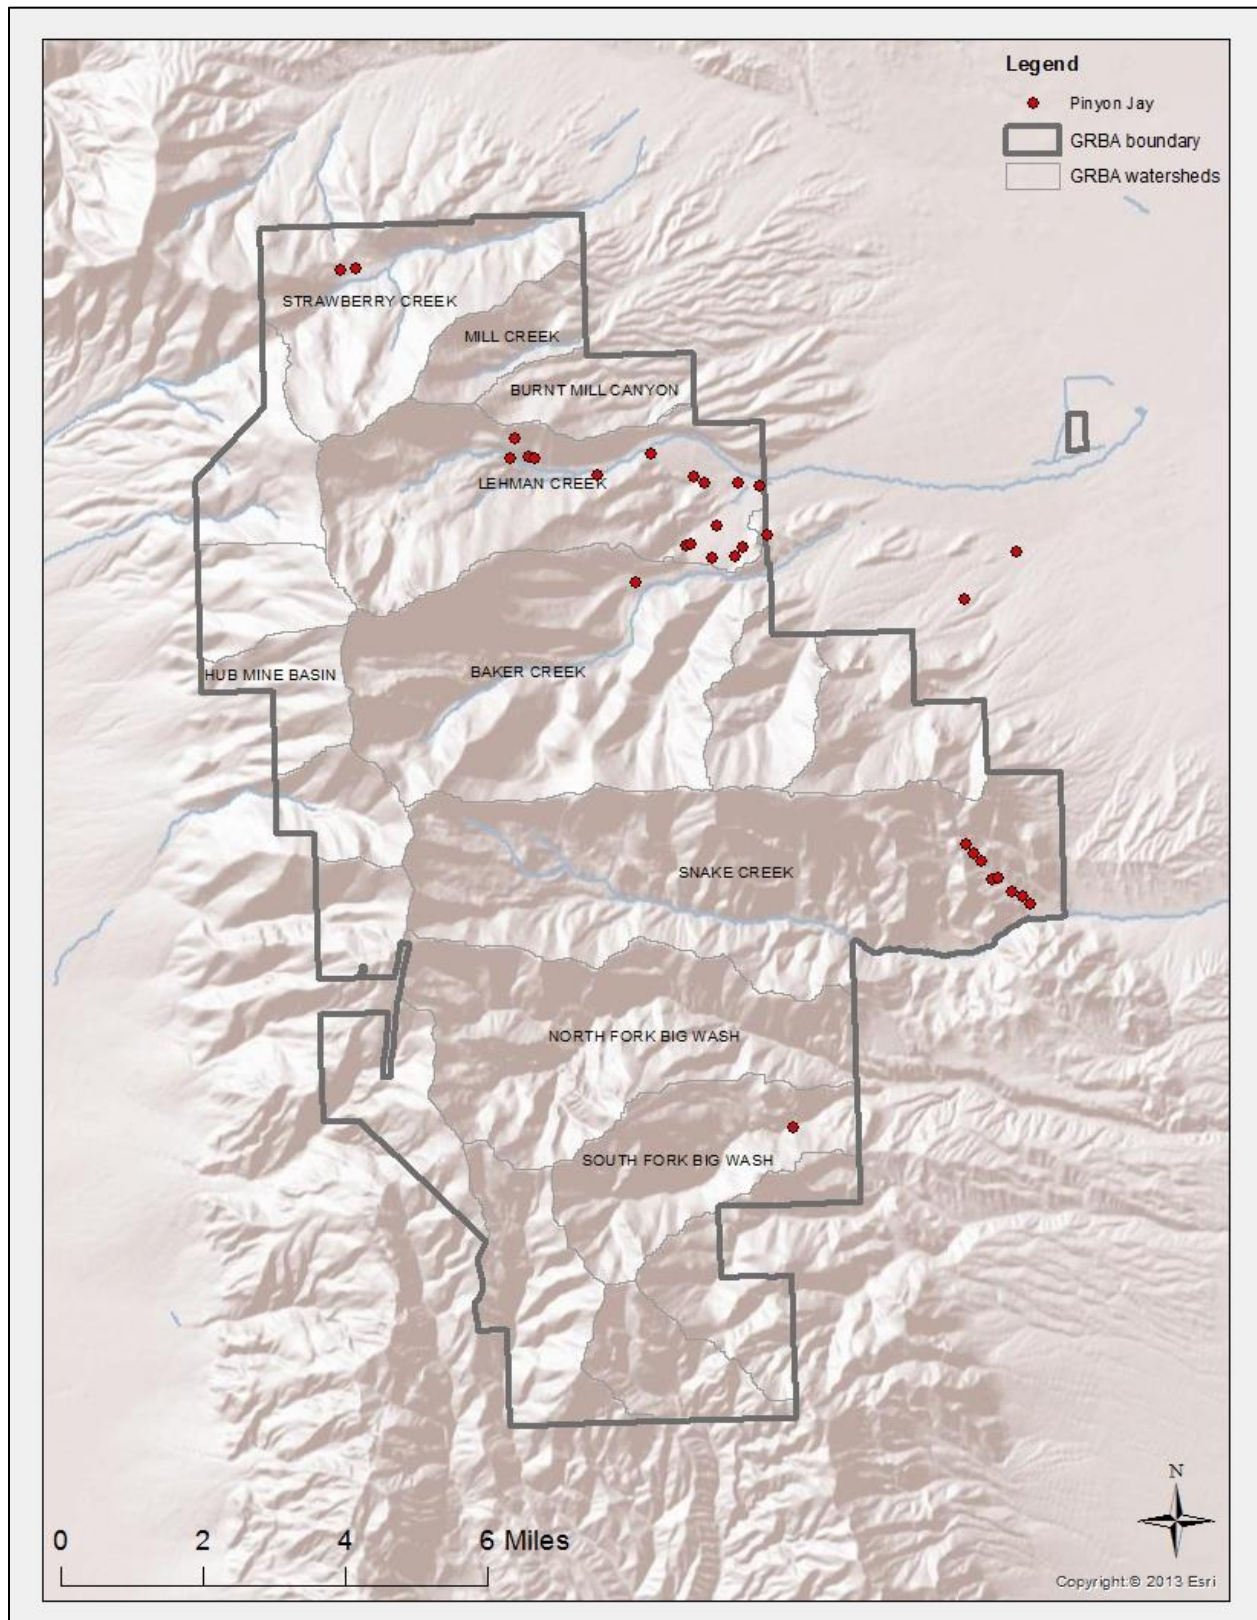 Legend
Pinyon Jay
GRBA boundary
GRBA watersheds
STRAWBERRY CREEK
MILL CREEK
BURNT MILL CANYON
LEHMAN CREEK
BAKER CREEK
HUB MINE BASIN
SNAKE CREEK
NORTH FORK BIG WASH
SOUTH FORK BIG WASH
N
0 2 4 6 Miles
Copyright:© 2013 Esri